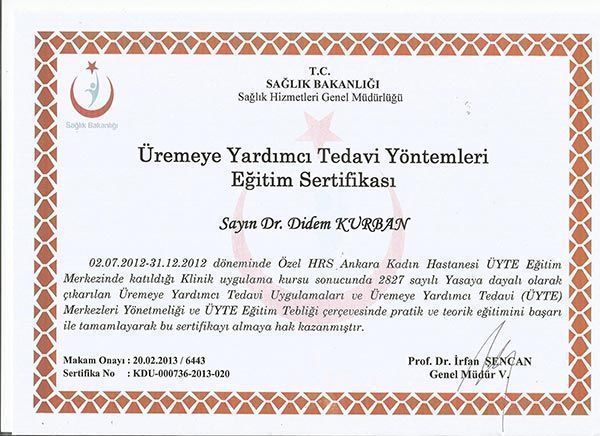 Sağlık Bakanlığı
T.C.
SAĞLIK BAKANLIĞI
Sağlık Hizmetleri Genel Müdürlüğü
Üremeye Yardımcı Tedavi Yöntemleri
Eğitim Sertifikası
Sayın Dr. Didem KURBAN
02.07.2012-31.12.2012 döneminde Özel HRS Ankara Kadın Hastanesi ÜYTE Eğitim
Merkezinde katıldığı Klinik uygulama kursu sonucunda 2827 sayılı Yasaya dayalı olarak
çıkarılan Üremeye Yardımcı Tedavi Uygulamaları ve Üremeye Yardımcı Tedavi (ÜYTE)
Merkezleri Yönetmeliği ve ÜYTE Eğitim Tebliği çerçevesinde pratik ve teorik eğitimini başarı
ile tamamlayarak bu sertifikayı almaya hak kazanmıştır.
Makam Onayı : 20.02.2013 / 6443
Sertifika No : KDU-000736-2013-020
Prof. Dr. İrfan ŞENCAN
Genel Müdür V.